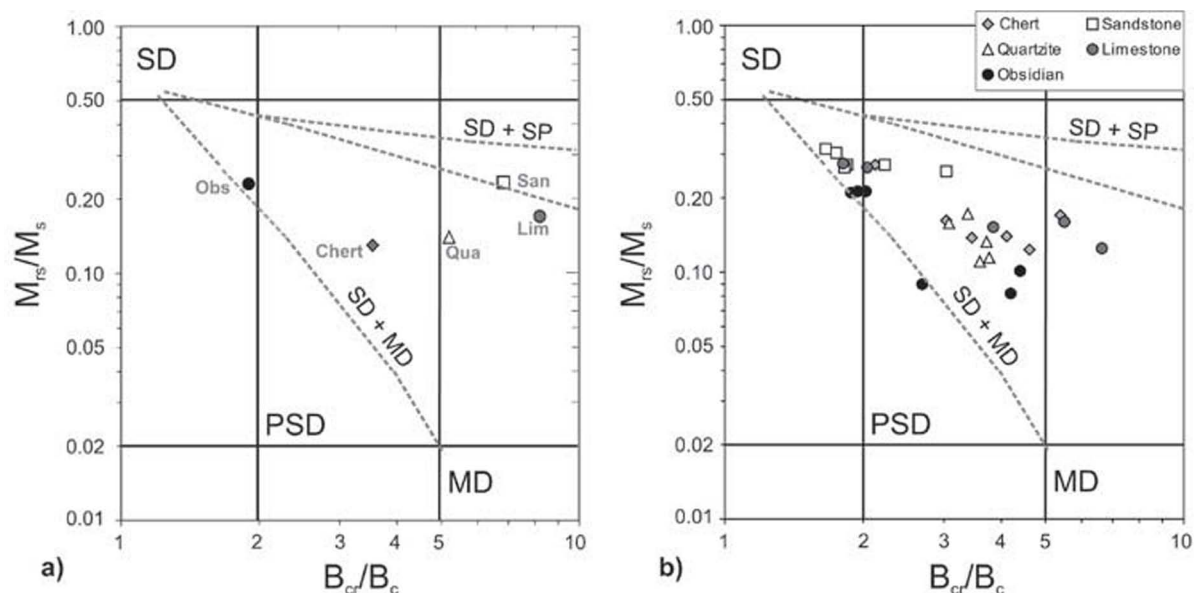 1.00
SD
0.50
SD + SP
San
0.20
Obs
Lim
Chert
Qua
0.10
SD + MD
0.05
PSD
0.02
MD
0.01
1 2 3 4 5 10
Mrs/Ms
Bcr/Bc
a)
Chert Sandstone
Quartzite Limestone
Obsidian
1.00
SD
0.50
SD + SP
0.20
0.10
SD + MD
0.05
PSD
0.02
MD
0.01
1 2 3 4 5 10
Mrs/Ms
Bcr/Bc
b)